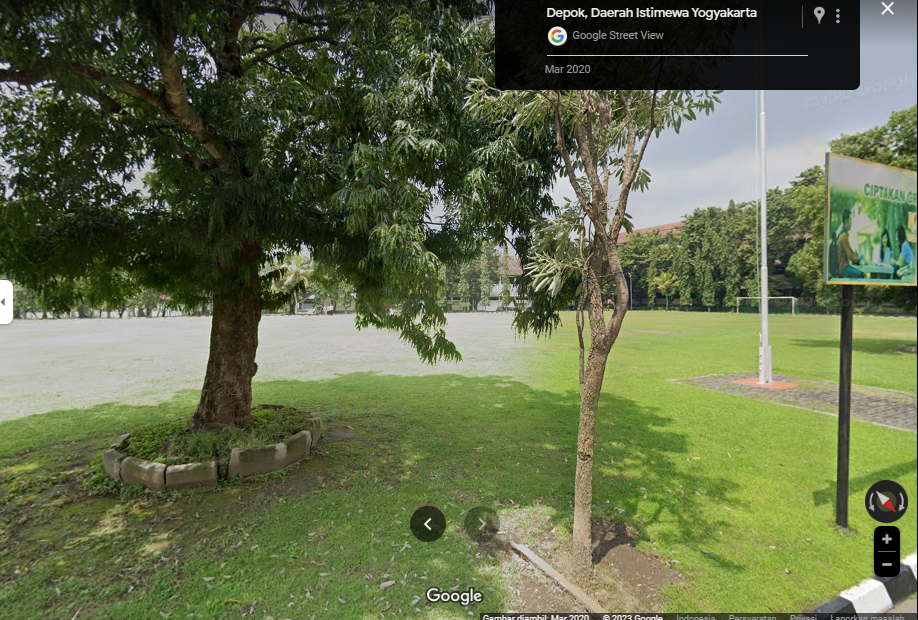 Depok, Daerah Istimewa Yogyakarta
Google Street View
Mar 2020
CIPTAKAN
Google
Gambar diambil: Mar 2020 © 2023 Google Indonesia Persyaratan Privasi Laporkan masalah